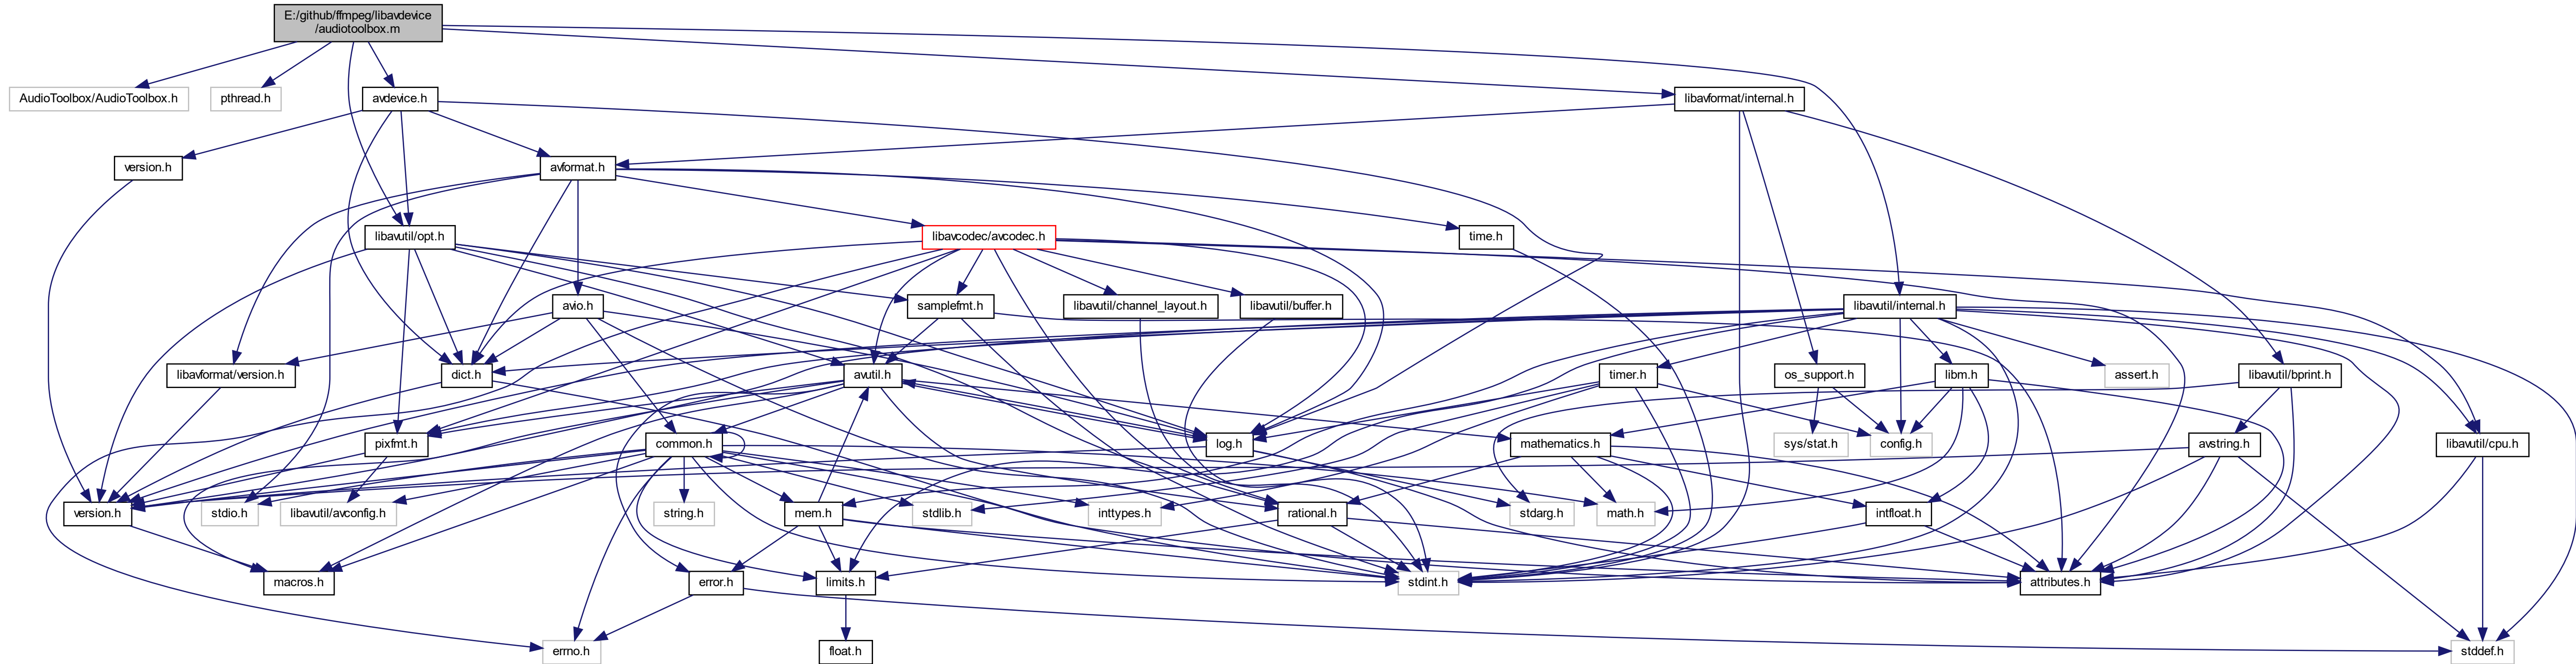 E:/github/ffmpeg/libavdevice
/audiotoolbox.m
AudioToolbox/AudioToolbox.h
pthread.h
avdevice.h
libavformat/internal.h
version.h
avformat.h
libavutil/opt.h
libavcodec/avcodec.h
time.h
avio.h
samplefmt.h
libavutil/channel_layout.h
libavutil/buffer.h
libavutil/internal.h
libavformat/version.h
dict.h
avutil.h
timer.h
os_support.h
libm.h
assert.h
libavutil/bprint.h
pixfmt.h
common.h
log.h
mathematics.h
sys/stat.h
config.h
avstring.h
libavutil/cpu.h
version.h
stdio.h
libavutil/avconfig.h
string.h
mem.h
stdlib.h
inttypes.h
rational.h
stdarg.h
math.h
intfloat.h
macros.h
error.h
limits.h
stdint.h
attributes.h
errno.h
float.h
stddef.h